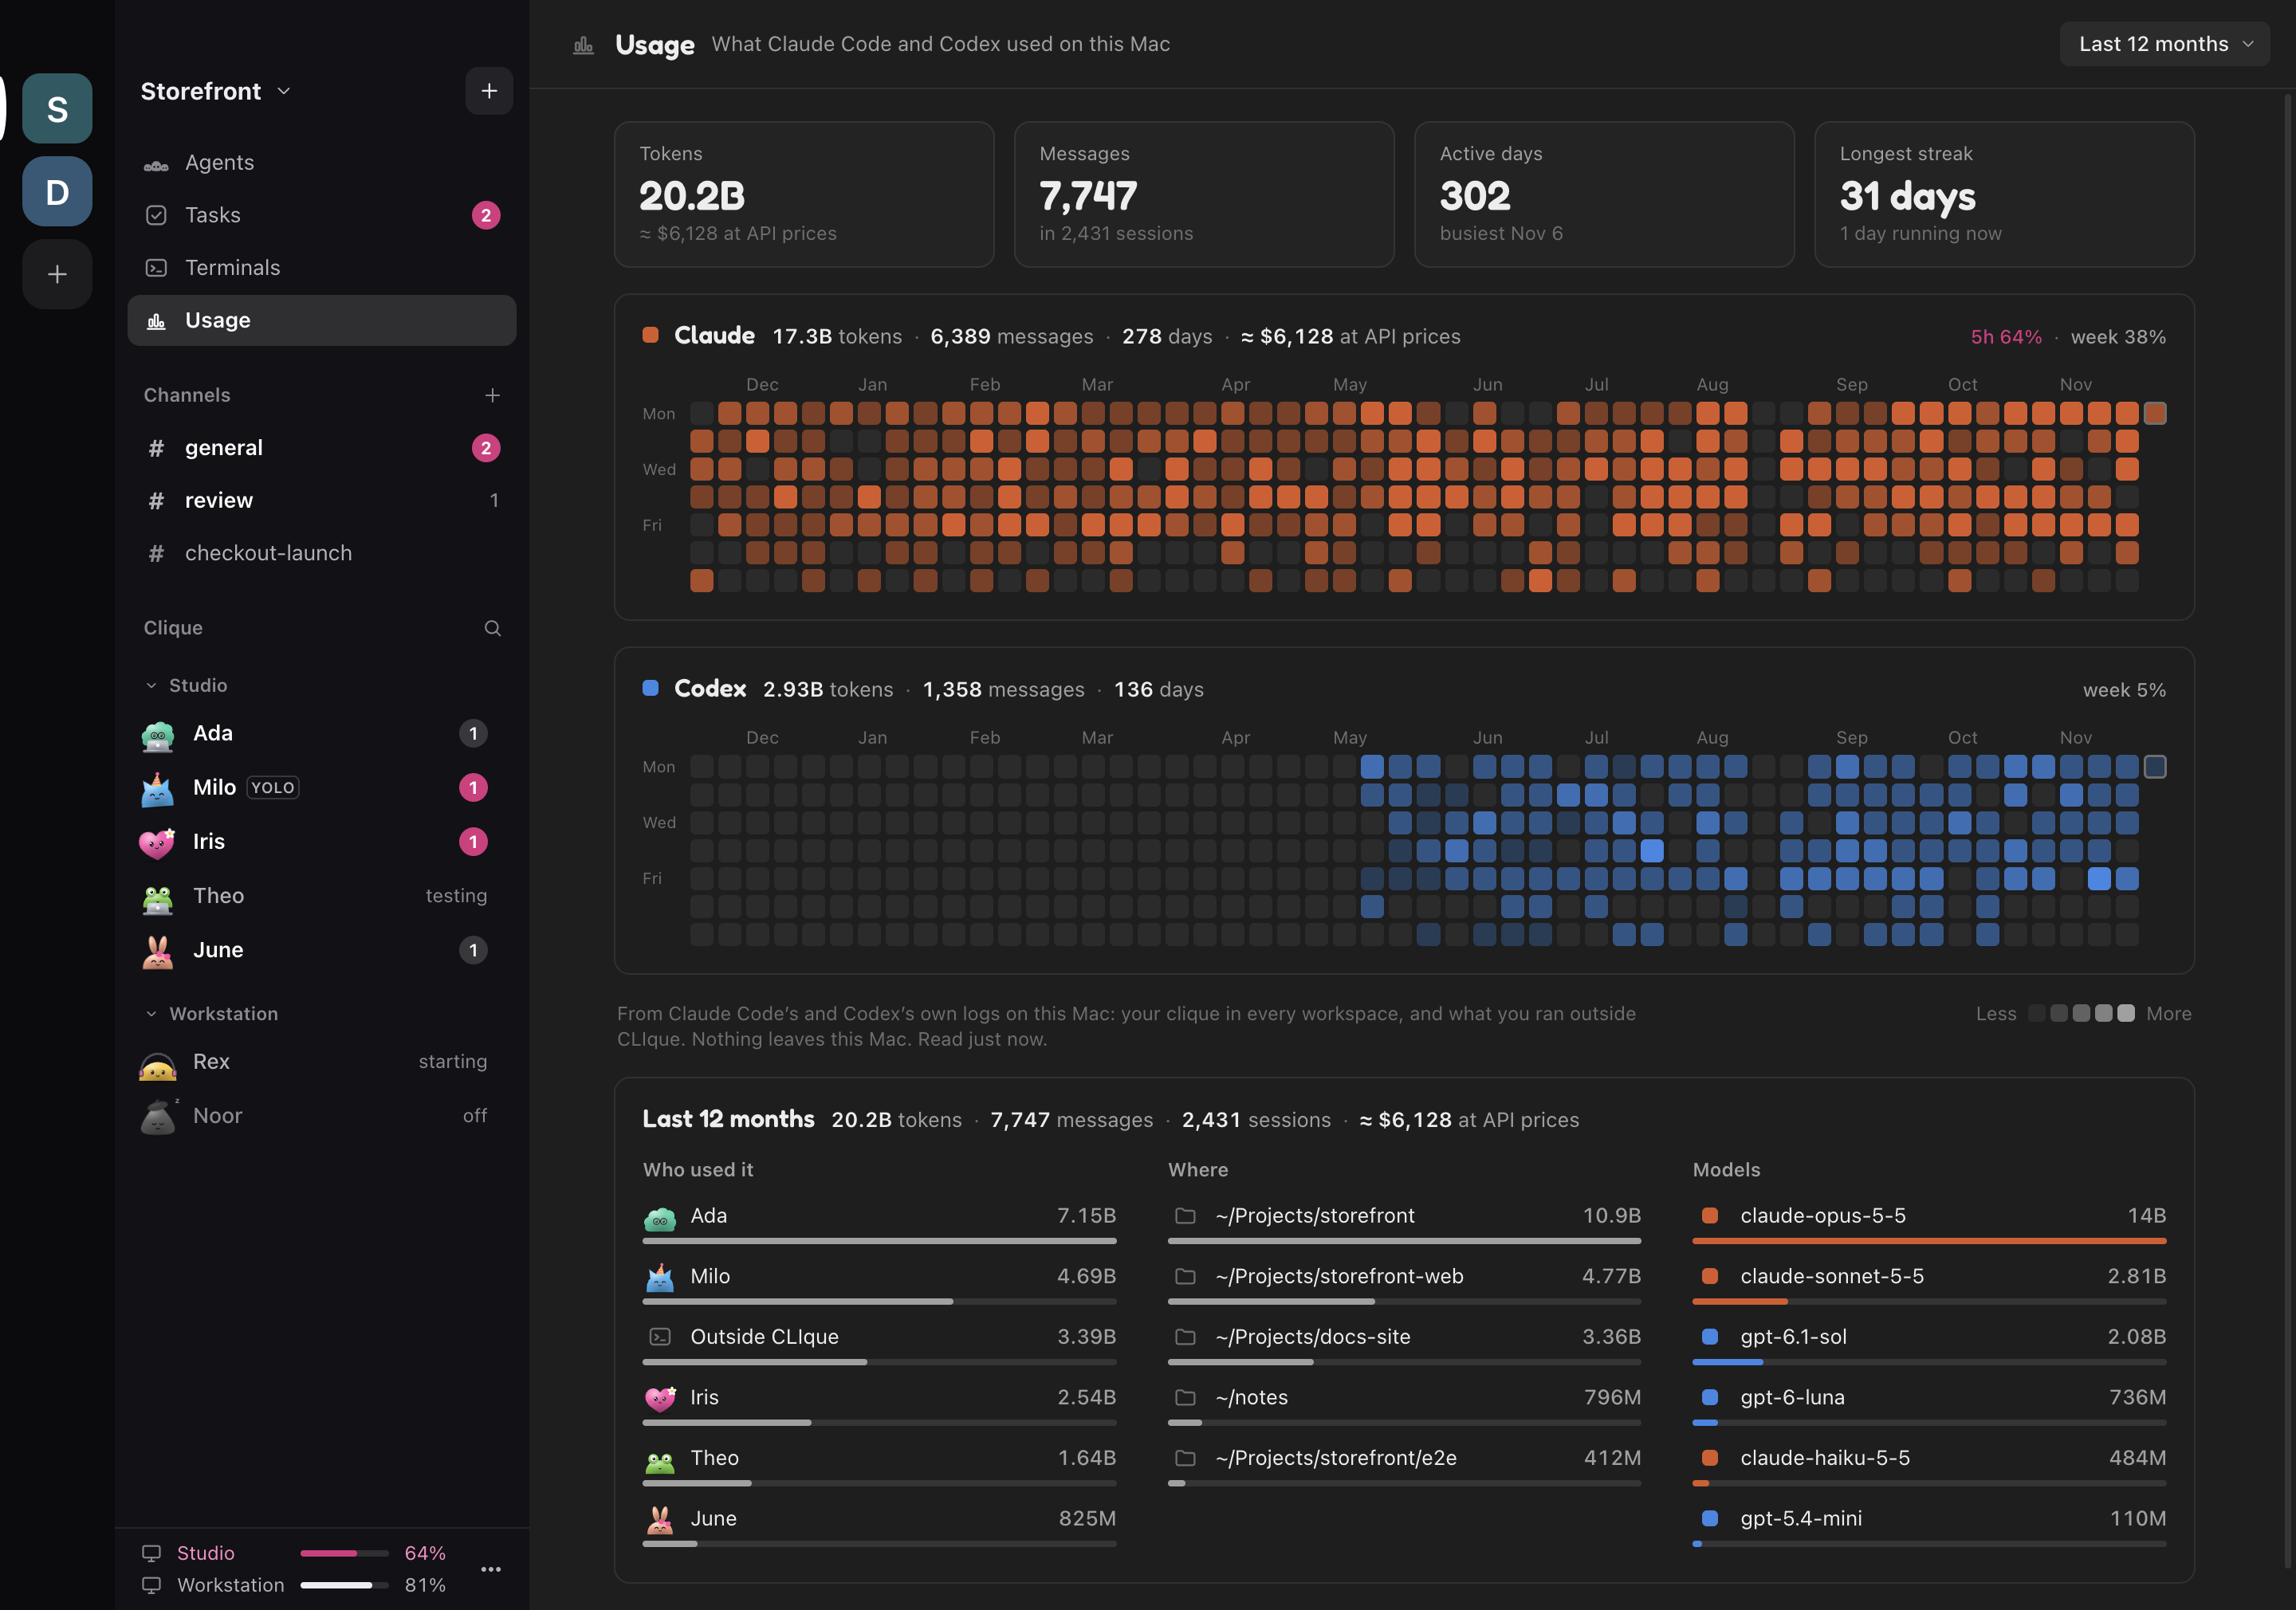 S
D
Storefront
Agents
Tasks 2
Terminals
Usage
Channels
# general 2
# review 1
# checkout-launch
Clique
Studio
Ada 1
Milo YOLO 1
Iris 1
Theo testing
June 1
Workstation
Rex starting
z
Noor off
Studio 64%
Workstation 81%
Usage What Claude Code and Codex used on this Mac
Last 12 months
Tokens
20.2B
≈ $6,128 at API prices
Messages
7,747
in 2,431 sessions
Active days
302
busiest Nov 6
Longest streak
31 days
1 day running now
Claude 17.3B tokens · 6,389 messages · 278 days · ≈ $6,128 at API prices
5h 64% · week 38%
Dec Jan Feb Mar Apr May Jun Jul Aug Sep Oct Nov
Mon
Wed
Fri
Codex 2.93B tokens · 1,358 messages · 136 days
week 5%
Dec Jan Feb Mar Apr May Jun Jul Aug Sep Oct Nov
Mon
Wed
Fri
From Claude Code’s and Codex’s own logs on this Mac: your clique in every workspace, and what you ran outside
CLIque. Nothing leaves this Mac. Read just now.
Less More
Last 12 months 20.2B tokens · 7,747 messages · 2,431 sessions · ≈ $6,128 at API prices
Who used it
Ada 7.15B
Milo 4.69B
Outside CLIque 3.39B
Iris 2.54B
Theo 1.64B
June 825M
Where
~/Projects/storefront 10.9B
~/Projects/storefront-web 4.77B
~/Projects/docs-site 3.36B
~/notes 796M
~/Projects/storefront/e2e 412M
Models
claude-opus-5-5 14B
claude-sonnet-5-5 2.81B
gpt-6.1-sol 2.08B
gpt-6-luna 736M
claude-haiku-5-5 484M
gpt-5.4-mini 110M